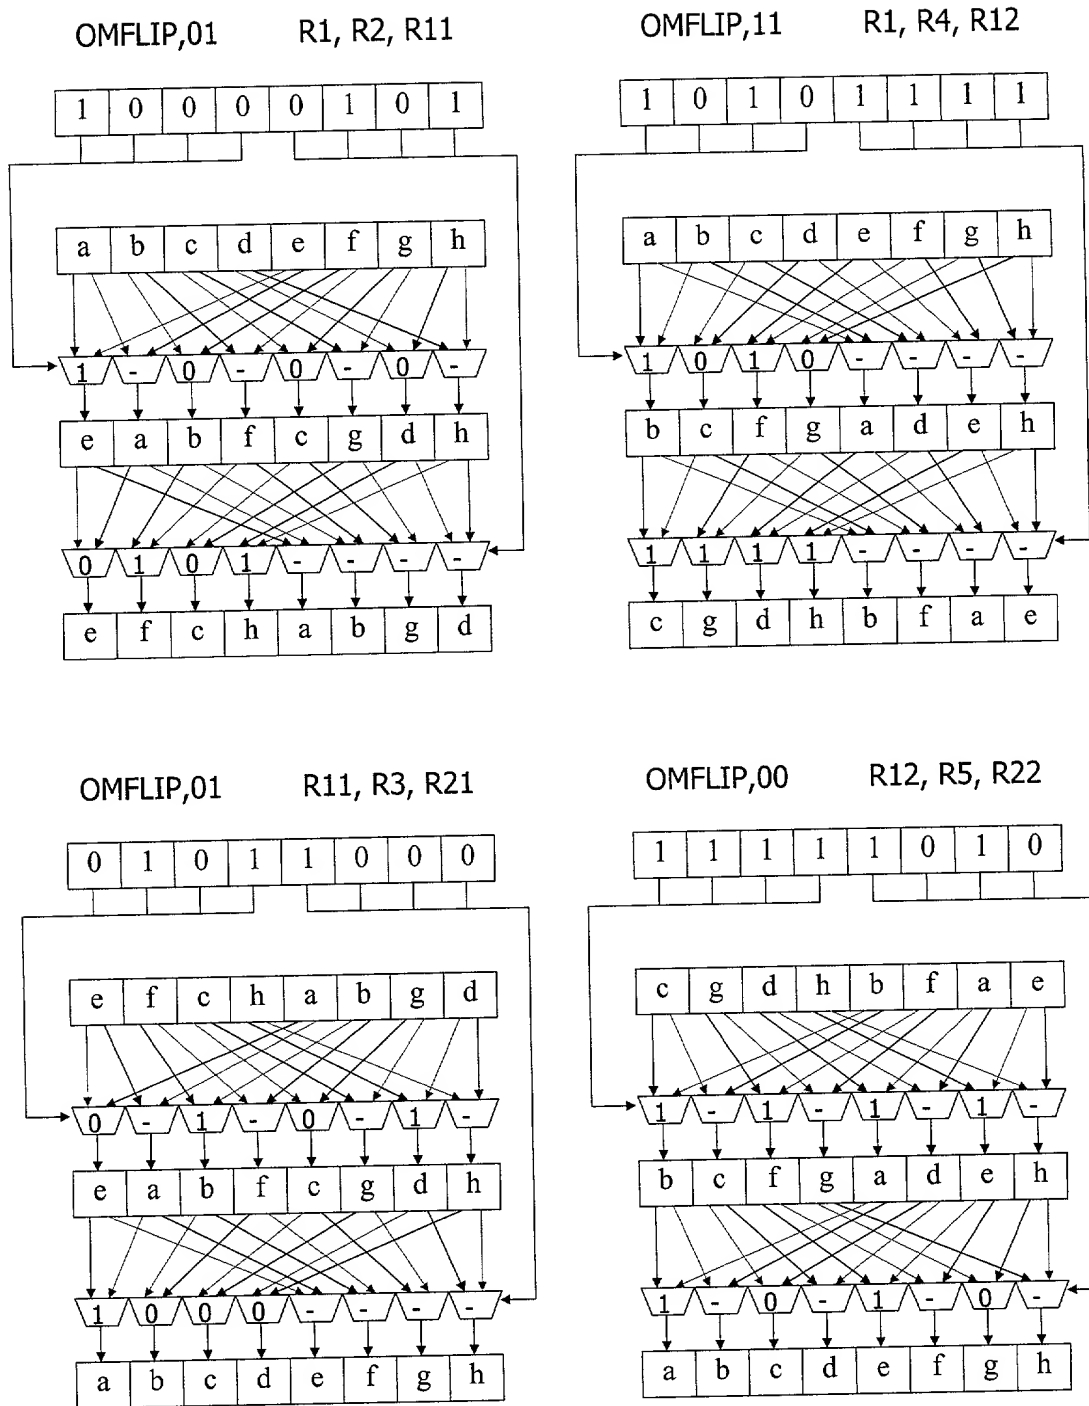 OMFLIP,01 R1, R2, R11
1 0 0 0 0 1 0 1
a b c d e f g h
1 - 0 - 0 - 0 -
e a b f c g d h
0 1 0 1 - - - -
e f c h a b g d
OMFLIP,11 R1, R4, R12
1 0 1 0 1 1 1 1
a b c d e f g h
1 0 1 0 - - - -
b c f g a d e h
1 1 1 1 - - - -
c g d h b f a e
OMFLIP,01 R11, R3, R21
0 1 0 1 1 0 0 0
e f c h a b g d
0 - 1 - 0 - 1 -
e a b f c g d h
1 0 0 0 - - - -
a b c d e f g h
OMFLIP,00 R12, R5, R22
1 1 1 1 1 0 1 0
c g d h b f a e
1 - 1 - 1 - 1 -
b c f g a d e h
1 - 0 - 1 - 0 -
a b c d e f g h